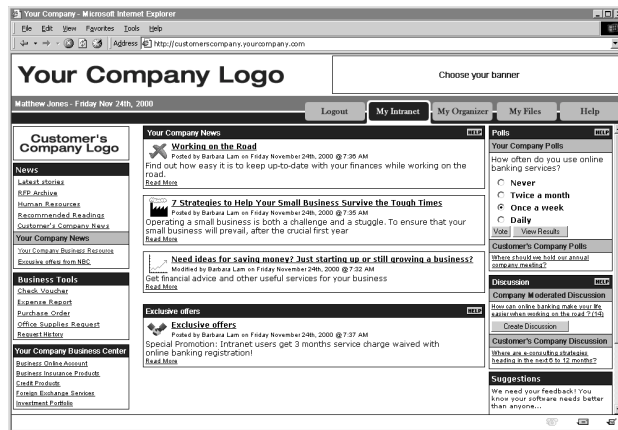 Your Company - Microsoft Internet Explorer
File Edit View Favorites Tools Help
Address http://customerscompany.yourcompany.com
Your Company Logo
Choose your banner
Matthew Jones - Friday Nov 24th, 2000
Logout My Intranet My Organizer My Files Help
Customer's
Company Logo
News
Latest stories
RFP Archive
Human Resources
Recommended Readings
Customer's Company News
Your Company News
Your Company Business Resource
Excusive offers from NBC
Business Tools
Check Voucher
Expense Report
Purchase Order
Office Supplies Request
Request History
Your Company Business Center
Business Online Account
Business Insurance Products
Credit Products
Foreign Exchange Services
Investment Portfolio
Your Company News HELP
Working on the Road
Posted by Barbara Lam on Friday November 24th, 2000 @ 7:36 AM
Find out how easy it is to keep up-to-date with your finances while working on the
road.
Read More
7 Strategies to Help Your Small Business Survive the Tough Times
Posted by Barbara Lam on Friday November 24th, 2000 @ 7:35 AM
Operating a small business is both a challenge and a stuggle. To ensure that your
small business will prevail, after the crucial first year
Read More
Need ideas for saving money? Just starting up or still growing a business?
Modified by Barbara Lam on Friday November 24th, 2000 @ 7:32 AM
Get financial advice and other useful services for your business
Read More
Exclusive offers HELP
Exclusive offers
Posted by Barbara Lam on Friday November 24th, 2000 @ 7:37 AM
Special Promotion: Intranet users get 3 months service charge waived with
online banking registration!
Read More
Polls HELP
Your Company Polls
How often do you use online
banking services?
Never
Twice a month
Once a week
Daily
Vote View Results
Customer's Company Polls
Where should we hold our annual
company meeting?
Discussion HELP
Company Moderated Discussion
How can online banking make your life
easier when working on the road ? (14)
Create Discussion
Customer's Company Discussion
Where are e-consulting strategies
heading in the next 6 to 12 months?
Suggestions
We need your feedback! You
know your software needs better
than anyone...